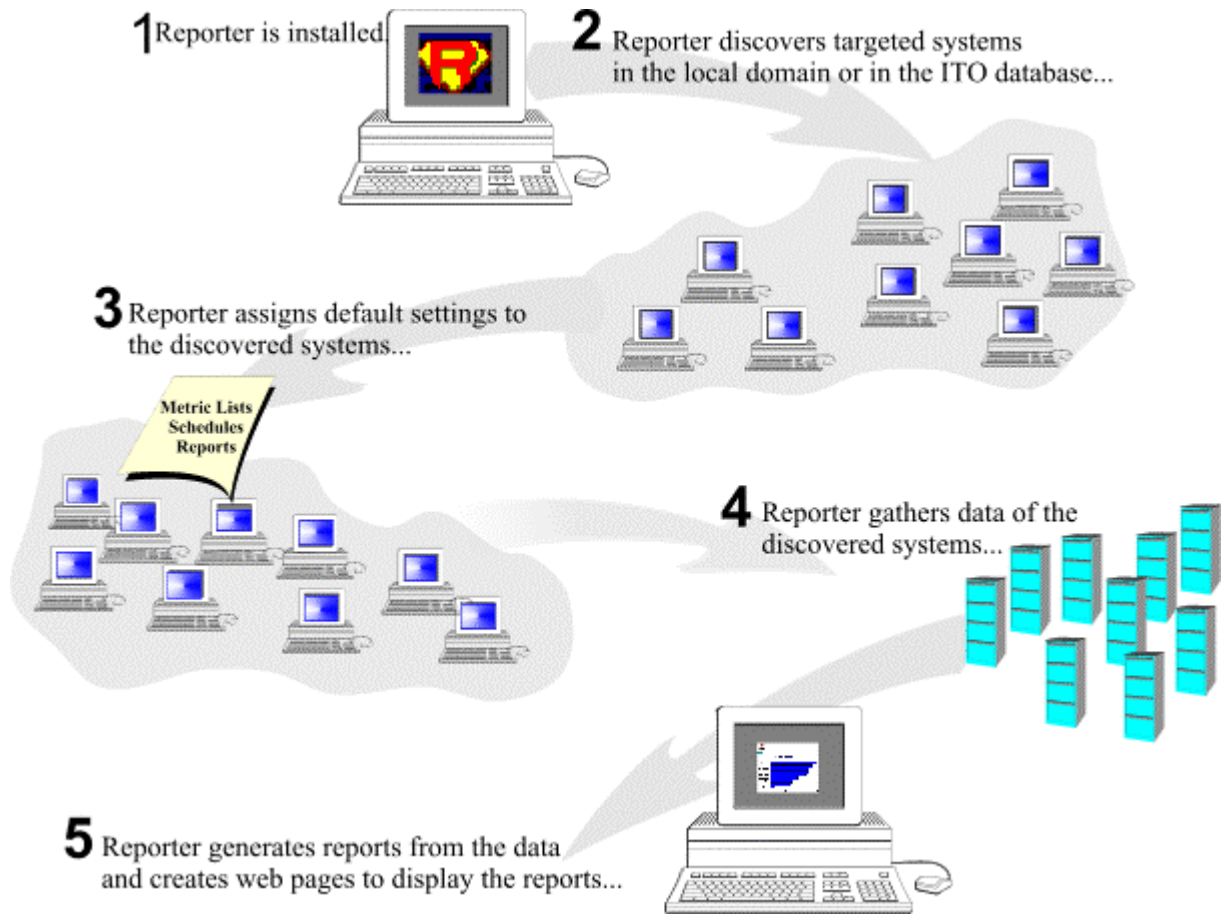 1 Reporter is installed.
2 Reporter discovers targeted systems
in the local domain or in the ITO database...
3 Reporter assigns default settings to
the discovered systems...
Metric Lists
Schedules
Reports
4 Reporter gathers data of the
discovered systems...
5 Reporter generates reports from the data
and creates web pages to display the reports...
R